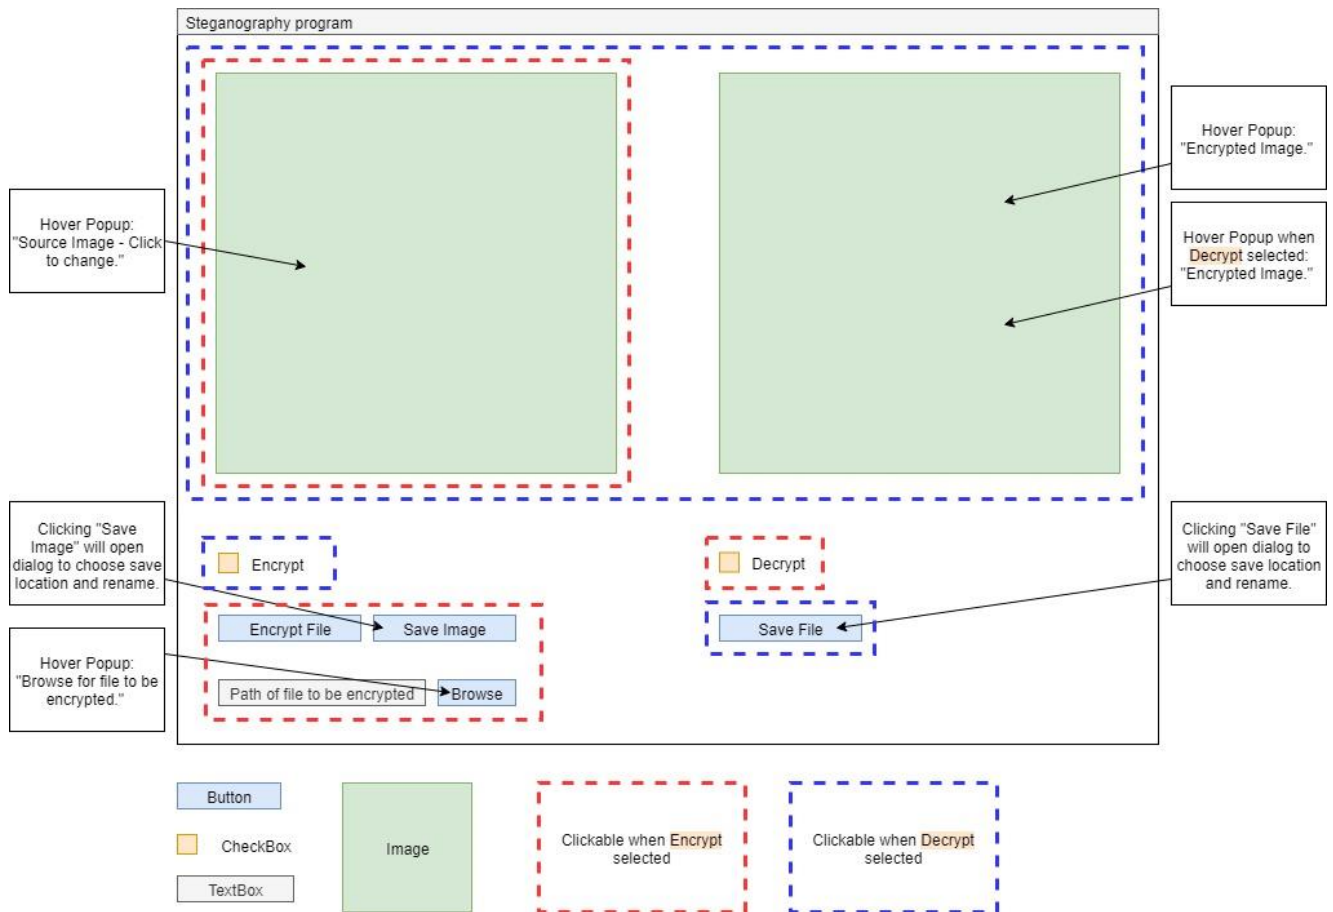 Steganography program
Hover Popup:
"Encrypted Image."
Hover Popup:
"Source Image - Click
to change."
Hover Popup when
Decrypt selected:
"Encrypted Image."
Clicking "Save
Image" will open
dialog to choose save
location and rename.
Encrypt
Decrypt
Clicking "Save File"
will open dialog to
choose save location
and rename.
Encrypt File
Save Image
Save File
Hover Popup:
"Browse for file to be
encrypted."
Path of file to be encrypted
Browse
Button
CheckBox
TextBox
Image
Clickable when Encrypt
selected
Clickable when Decrypt
selected